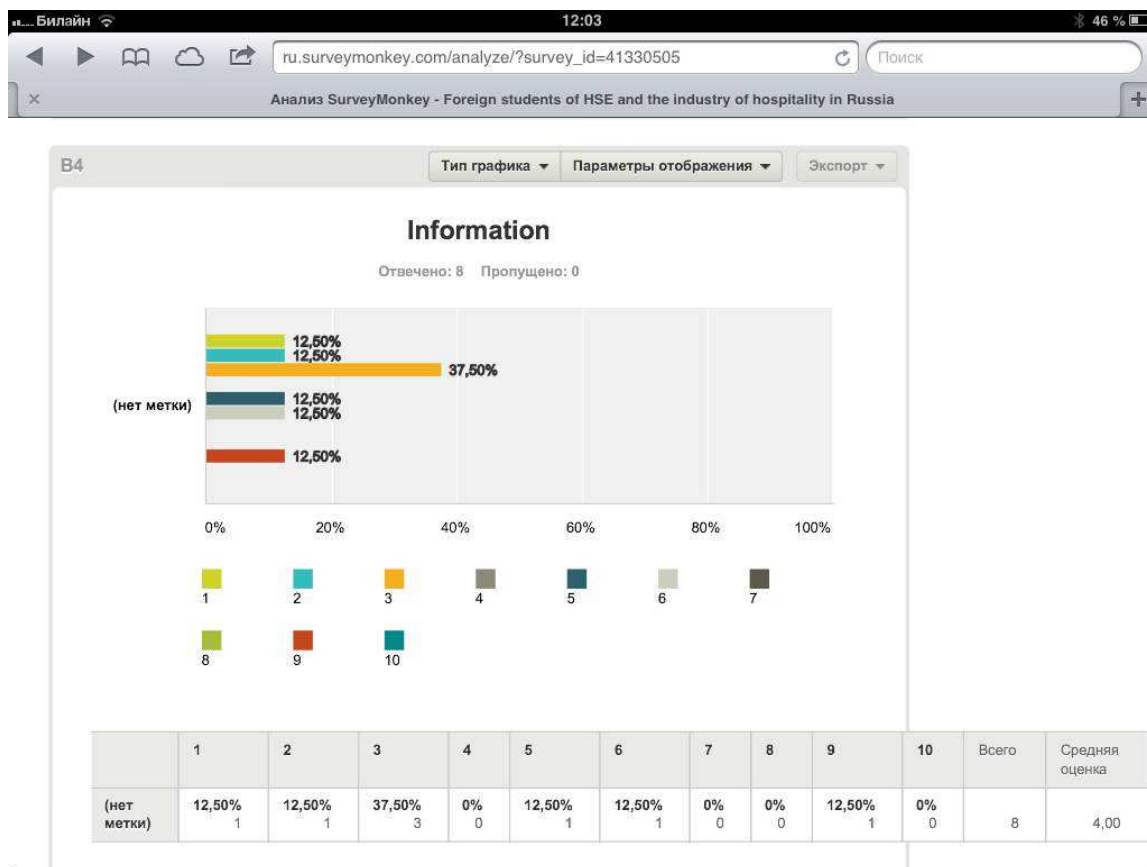 Билайн 12:03 46 %
ru.surveymonkey.com/analyze/?survey_id=41330505 Поиск
Анализ SurveyMonkey - Foreign students of HSE and the industry of hospitality in Russia
B4 Тип графика Параметры отображения Экспорт
Information
Отвечено: 8 Пропущено: 0
12,50%
12,50%
37,50%
(нет метки)
12,50%
12,50%
12,50%
0% 20% 40% 60% 80% 100%
1 2 3 4 5 6 7
8 9 10
1 2 3 4 5 6 7 8 9 10 Всего Средняя
оценка
(нет 12,50% 12,50% 37,50% 0% 12,50% 12,50% 0% 0% 12,50% 0%
метки) 1 1 3 0 1 1 0 0 1 0 8 4,00